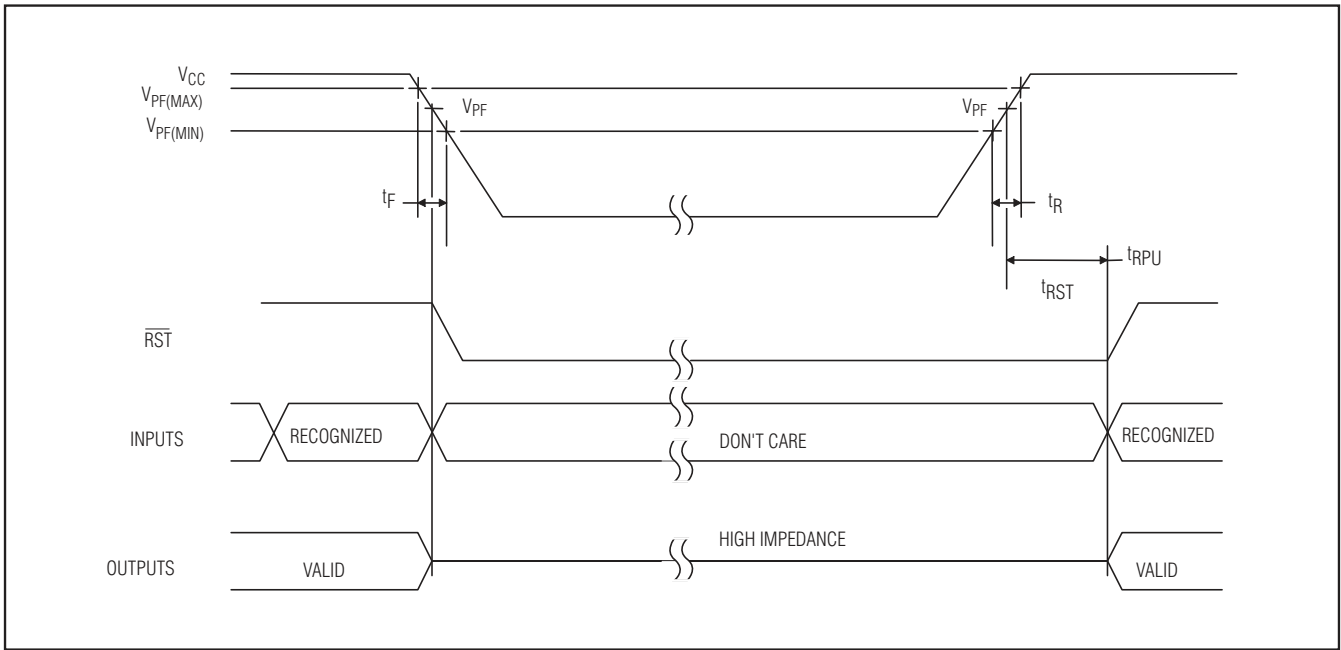 VCC
VPF(MAX)
VPF VPF
VPF(MIN)
tF tR
tRPU
tRST
RST
INPUTS RECOGNIZED DON'T CARE RECOGNIZED
HIGH IMPEDANCE
OUTPUTS VALID VALID